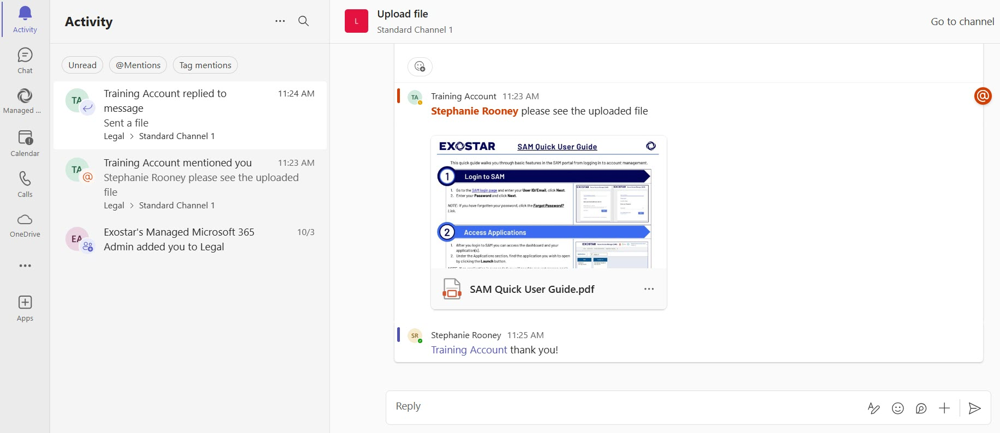 Activity
Chat
Managed ...
Calendar
Calls
OneDrive
Apps
Activity
Unread
@Mentions
Tag mentions
TA
Training Account replied to
message
11:24 AM
Sent a file
Legal > Standard Channel 1
TA
Training Account mentioned you
11:23 AM
Stephanie Rooney please see the uploaded
file
Legal > Standard Channel 1
EA
Exostar's Managed Microsoft 365
Admin added you to Legal
10/3
L
Upload file
Standard Channel 1
Go to channel
TA
Training Account 11:23 AM
@
Stephanie Rooney please see the uploaded file
EXOSTAR
SAM Quick User Guide
This quick guide walks you through basic features in the SAM portal from logging in to account management.
1 Login to SAM
1. Go to the SAM login page and enter your User ID/Email, click Next.
2. Enter your Password and click Next.
NOTE: If you have forgotten your password, click the Forgot Password?
Link.
2 Access Applications
1. After you login to SAM you can access the dashboard and your
application(s).
2. Under the Applications section, find the application you wish to open
by clicking the Launch button.
SAM Quick User Guide.pdf
SR
Stephanie Rooney 11:25 AM
Training Account thank you!
Reply